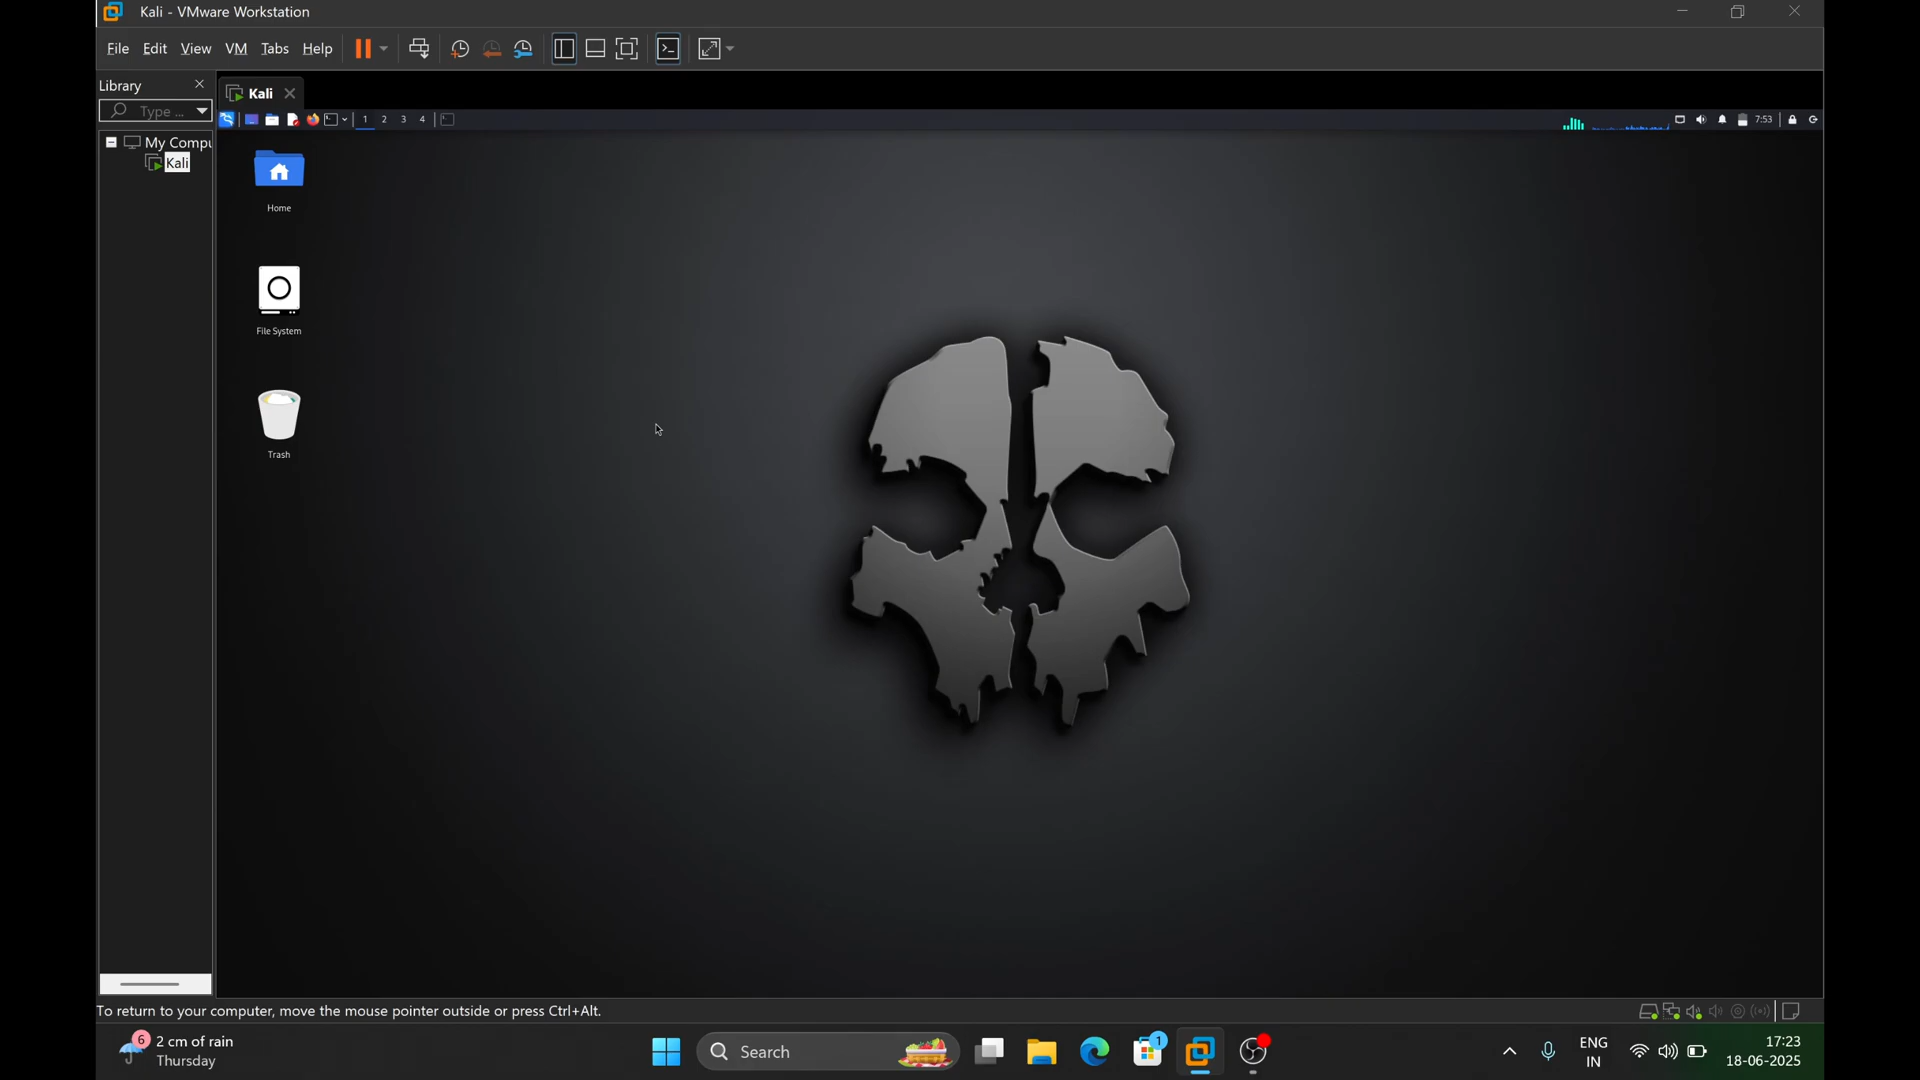 Kali - VMware Workstation
File Edit View VM Tabs Help
Library
Type ...
Kali
1 2 3 4
7:53
My Compu
Kali
Home
File System
Trash
To return to your computer, move the mouse pointer outside or press Ctrl+Alt.
6
2 cm of rain
Thursday
Search
1
ENG
IN
17:23
18-06-2025